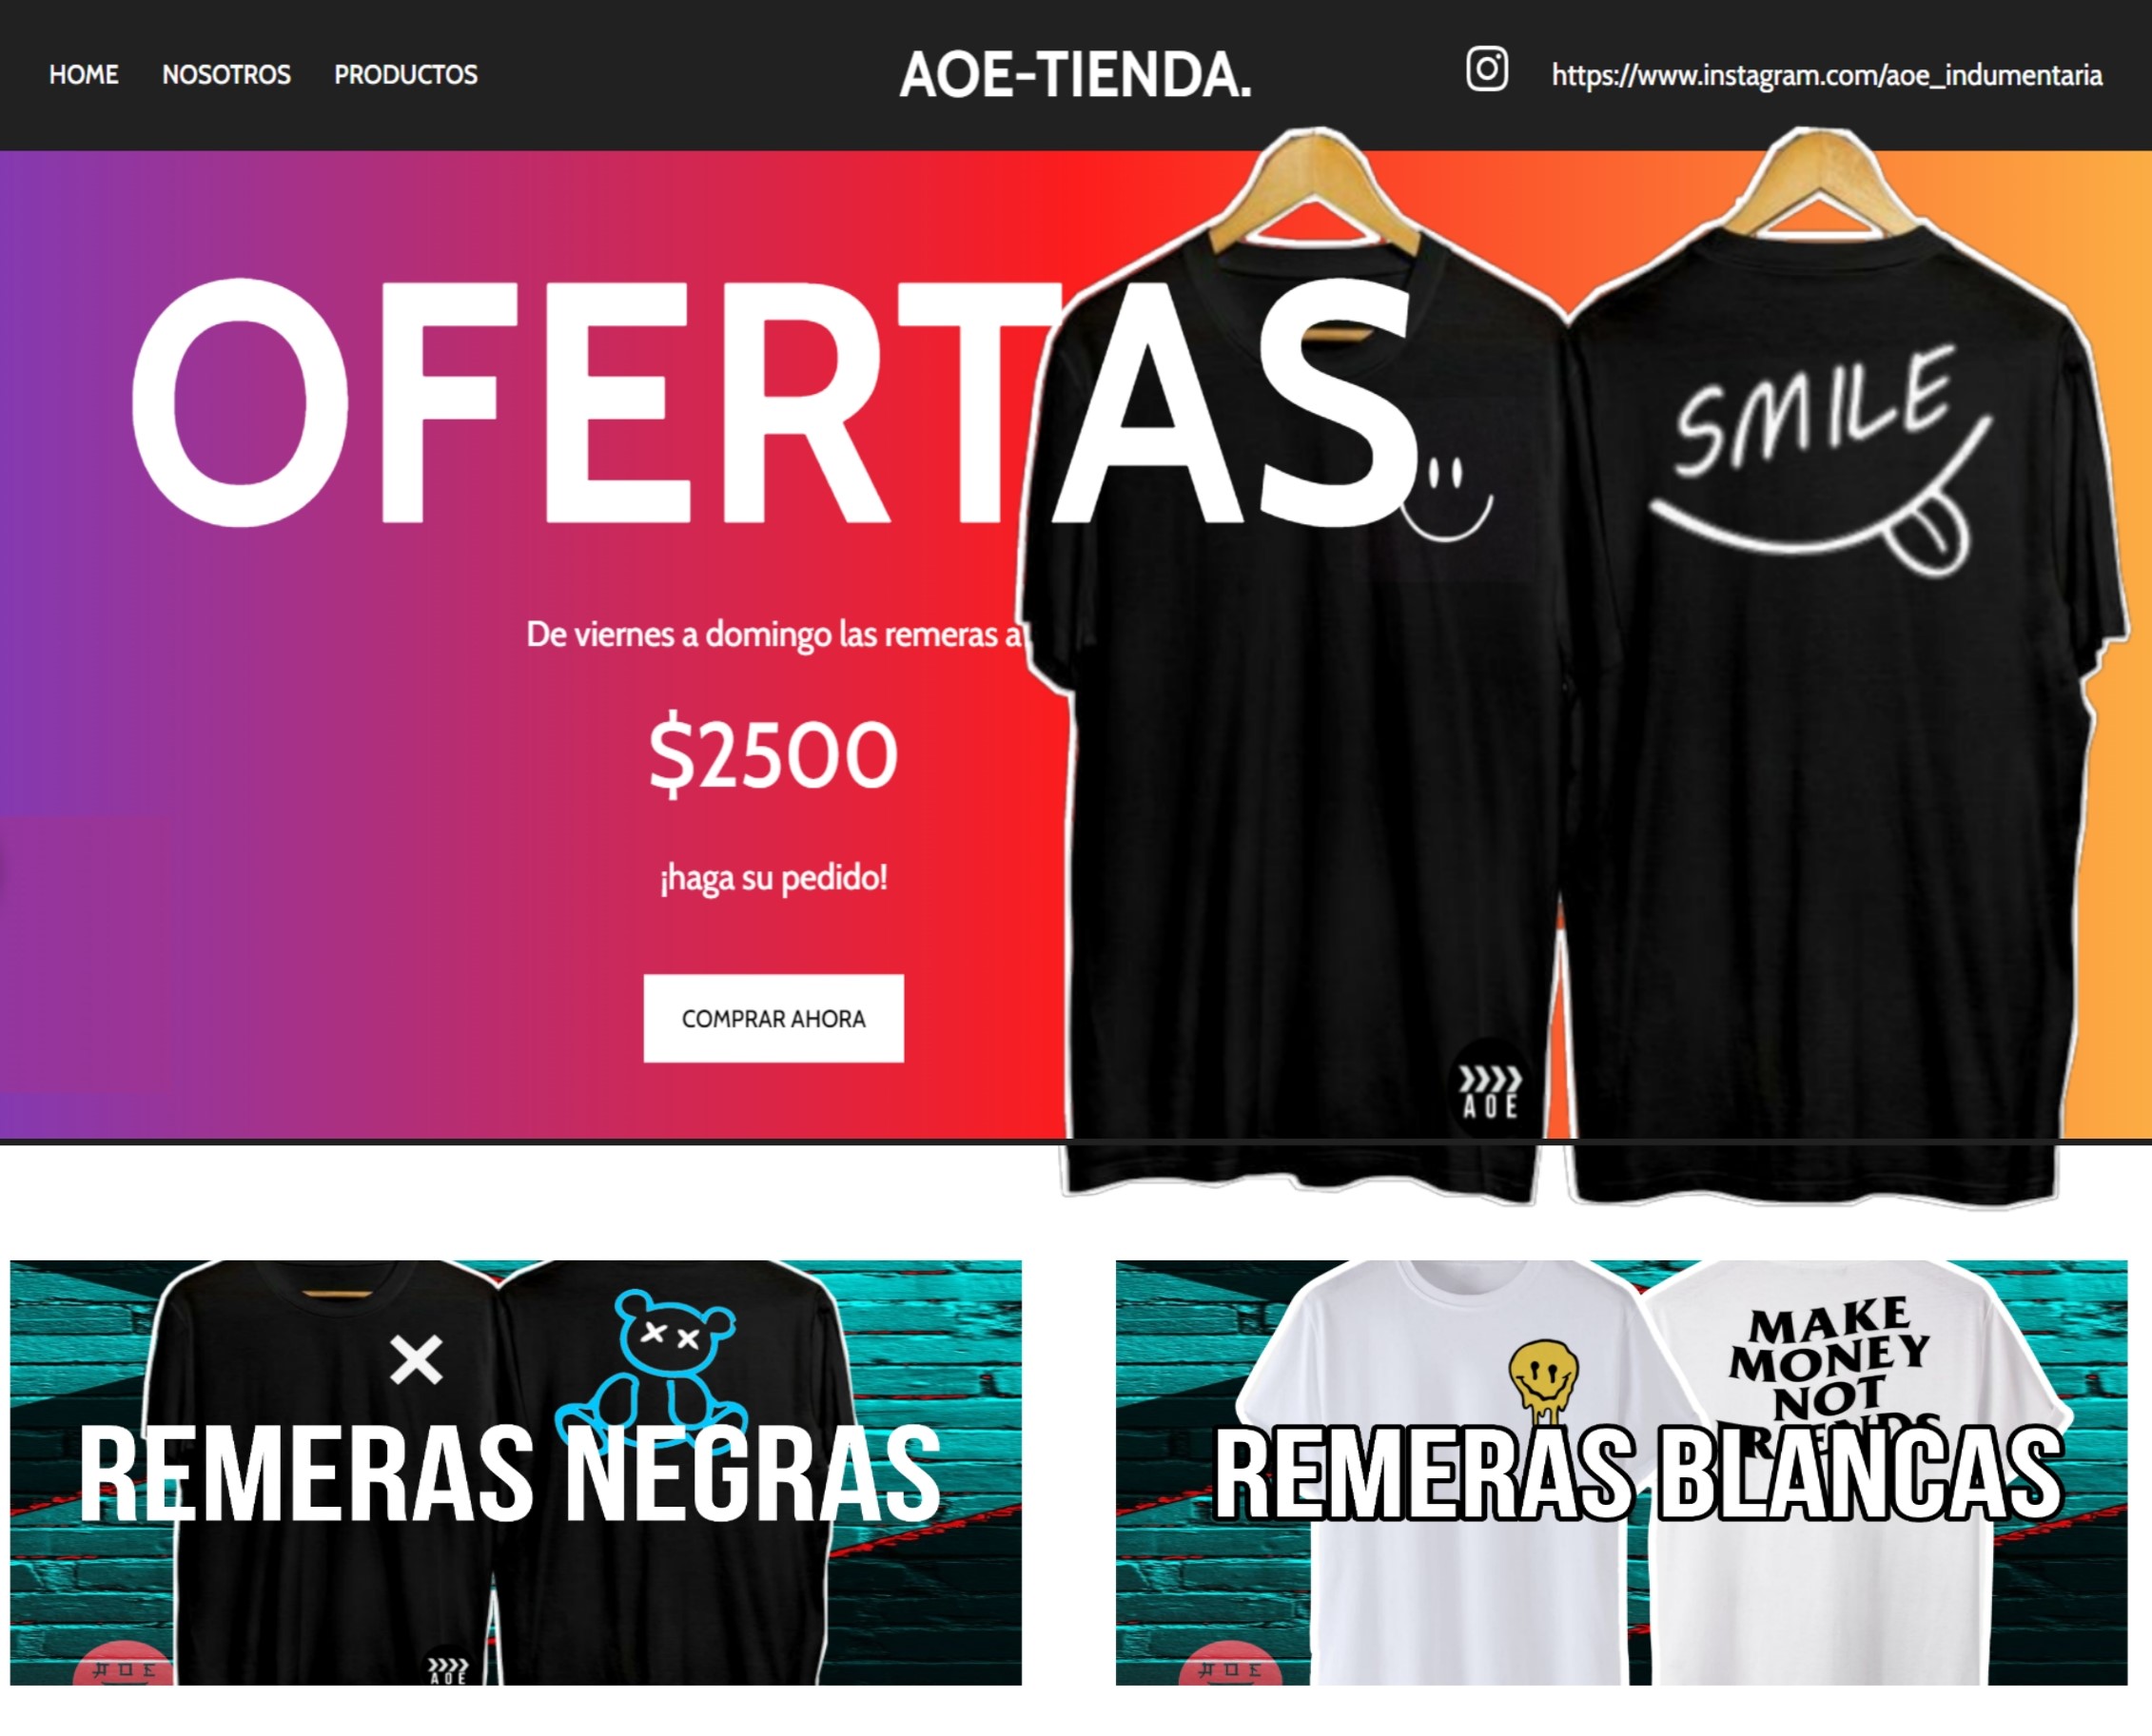 HOME NOSOTROS PRODUCTOS
AOE-TIENDA.
https://www.instagram.com/aoe_indumentaria
OFERTAS
SMILE
De viernes a domingo las remeras a
$2500
¡haga su pedido!
COMPRAR AHORA
AOE
MAKE
MONEY
NOT
REMERAS NEGRAS
REMERAS BLANCAS
AOE
AOE
AOE